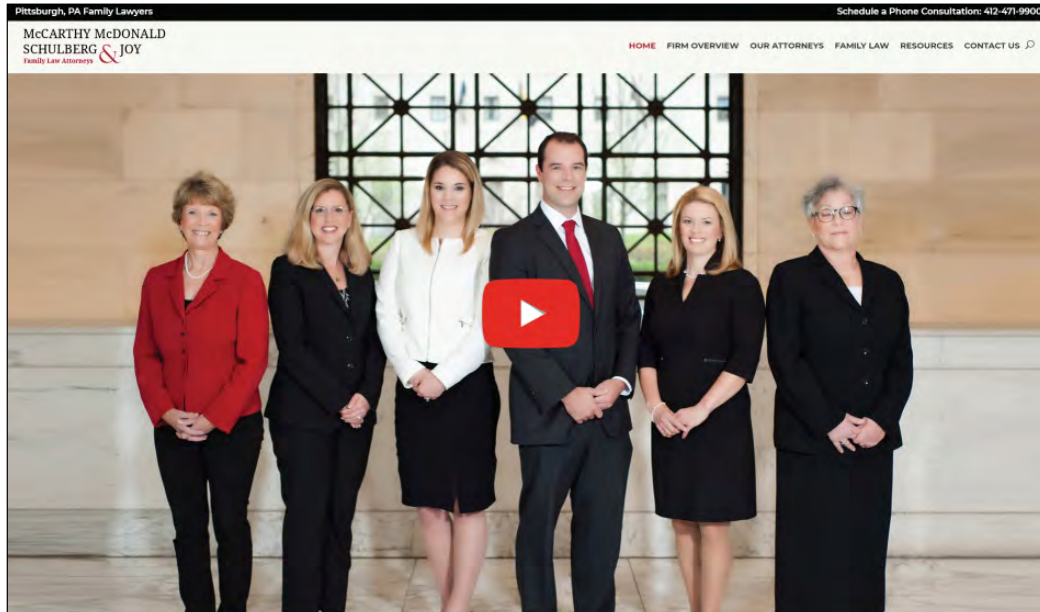 Pittsburgh, PA Family Lawyers
Schedule a Phone Consultation: 412-471-9900
McCARTHY McDONALD
SCHULBERG & JOY
Family Law Attorneys
HOME FIRM OVERVIEW OUR ATTORNEYS FAMILY LAW RESOURCES CONTACT US